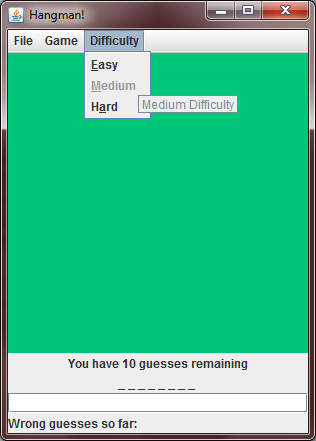 Hangman!
File Game Difficulty
Easy
Medium
Hard
Medium Difficulty
You have 10 guesses remaining
_ _ _ _ _ _ _ _
Wrong guesses so far: